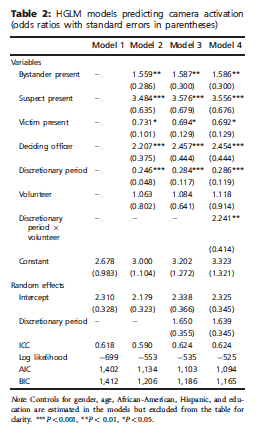 Table 2: HGLM models predicting camera activation
(odds ratios with standard errors in parentheses)
Model 1 Model 2 Model 3 Model 4
Variables
Bystander present – 1.559** 1.587** 1.586**
(0.286) (0.300) (0.300)
Suspect present – 3.484*** 3.576*** 3.556***
(0.635) (0.679) (0.676)
Victim present – 0.731* 0.694* 0.692*
(0.101) (0.129) (0.129)
Deciding officer – 2.207*** 2.457*** 2.454***
(0.375) (0.444) (0.444)
Discretionary period – 0.246*** 0.284*** 0.286***
(0.048) (0.117) (0.119)
Volunteer – 1.063 1.084 1.118
(0.802) (0.641) (0.914)
Discretionary – – – 2.241**
period ×
volunteer
(0.414)
Constant 2.678 3.000 3.202 3.323
(0.983) (1.104) (1.272) (1.321)
Random effects
Intercept 2.310 2.179 2.338 2.325
(0.328) (0.323) (0.366) (0.345)
Discretionary period 1.650 1.639
(0.355) (0.345)
ICC 0.618 0.590 0.624 0.624
Log likelihood −699 −553 −535 −525
AIC 1,402 1,134 1,103 1,094
BIC 1,412 1,206 1,186 1,165
Note: Controls for gender, age, African-American, Hispanic, and edu-
cation are estimated in the models but excluded from the table for
clarity. ***P<0.001, **P< 0.01, *P<0.05.